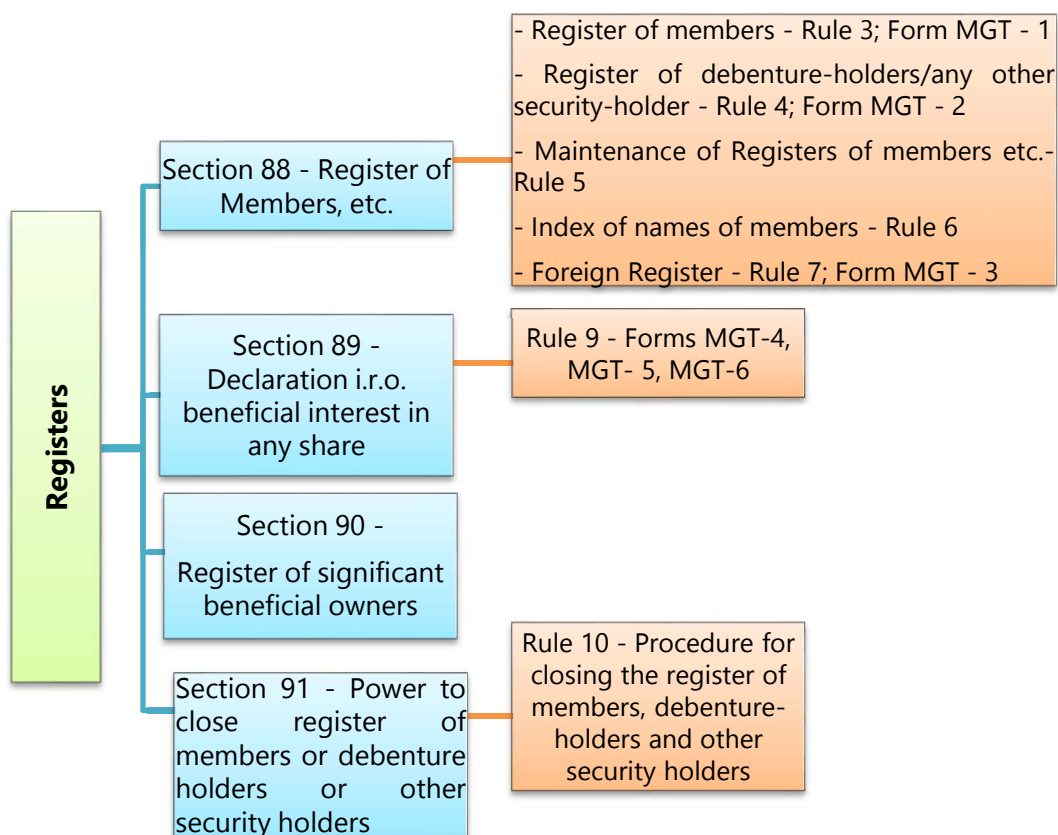 Registers
Section 88 - Register of
Members, etc.
- Register of members - Rule 3; Form MGT - 1
- Register of debenture-holders/any other
security-holder - Rule 4; Form MGT - 2
- Maintenance of Registers of members etc.-
Rule 5
- Index of names of members - Rule 6
- Foreign Register - Rule 7; Form MGT - 3
Section 89 -
Declaration i.r.o.
beneficial interest in
any share
Rule 9 - Forms MGT-4,
MGT- 5, MGT-6
Section 90 -
Register of significant
beneficial owners
Section 91 - Power to
close register of
members or debenture
holders or other
security holders
Rule 10 - Procedure for
closing the register of
members, debenture-
holders and other
security holders